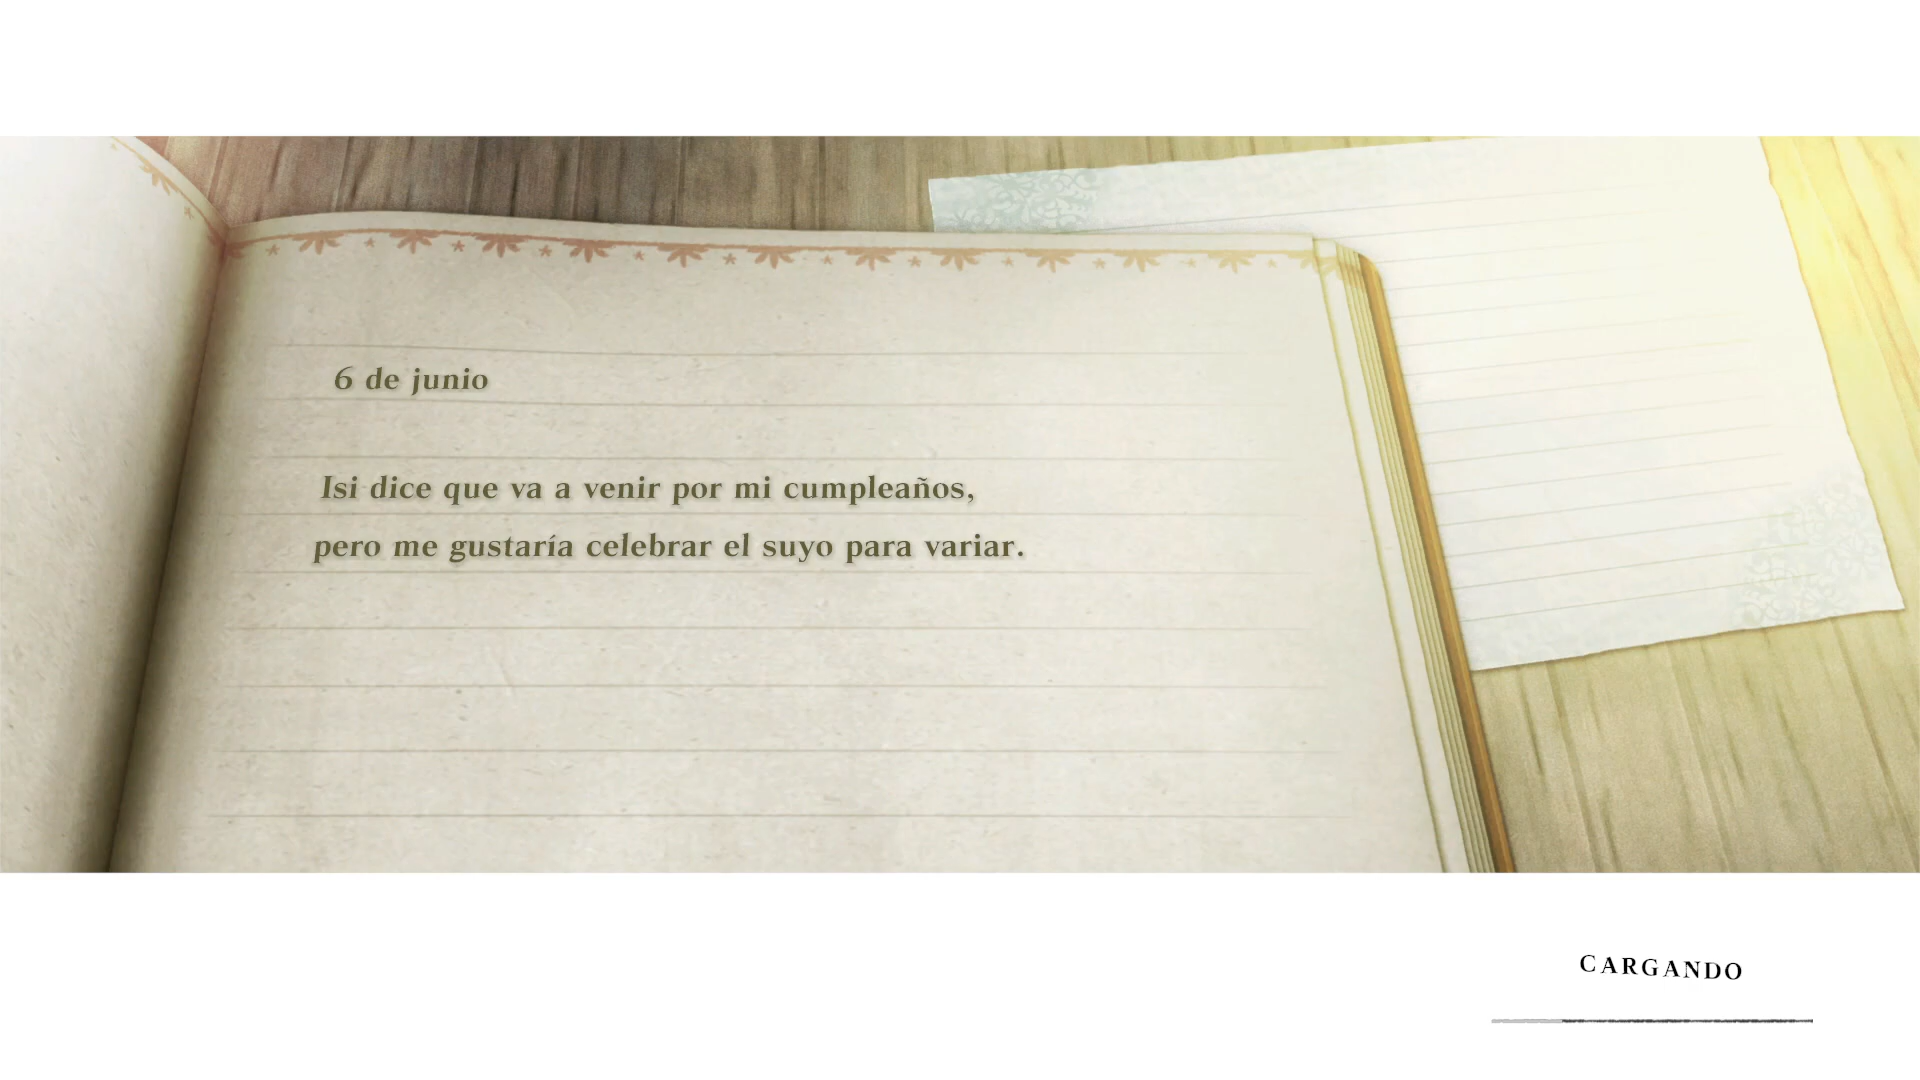 6 de junio
Isi dice que va a venir por mi cumpleaños,
pero me gustaría celebrar el suyo para variar.
CARGANDO